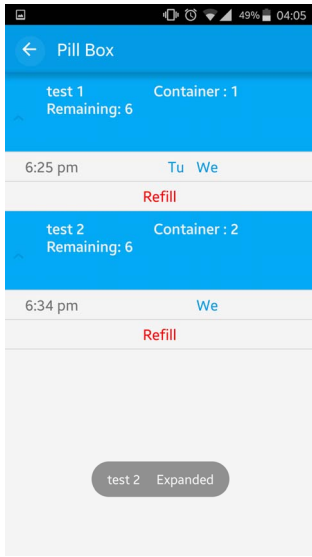 49% 04:05
Pill Box
test 1 Container : 1
Remaining: 6
6:25 pm Tu We
Refill
test 2 Container : 2
Remaining: 6
6:34 pm We
Refill
test 2 Expanded